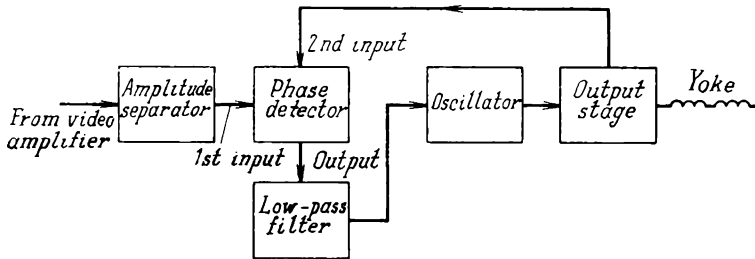 2nd input
Amplitude
separator
Phase
detector
Oscillator
Output
stage
Yoke
From video
amplifier
1st input
Output
Low-pass
filter